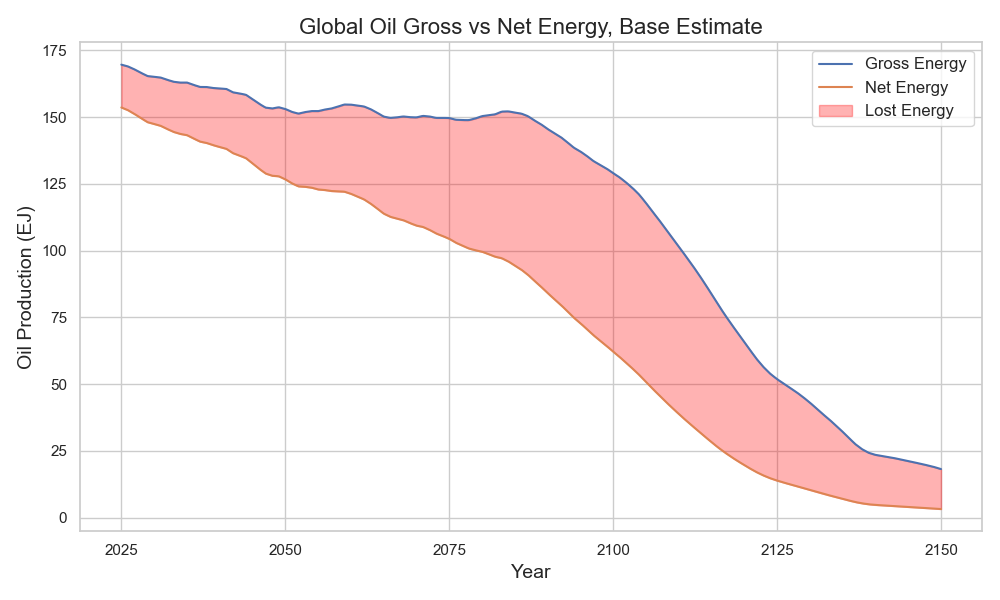 Global Oil Gross vs Net Energy, Base Estimate
Gross Energy
Net Energy
Lost Energy
Oil Production (EJ)
175
150
125
100
75
50
25
0
2025
2050
2075
2100
2125
2150
Year